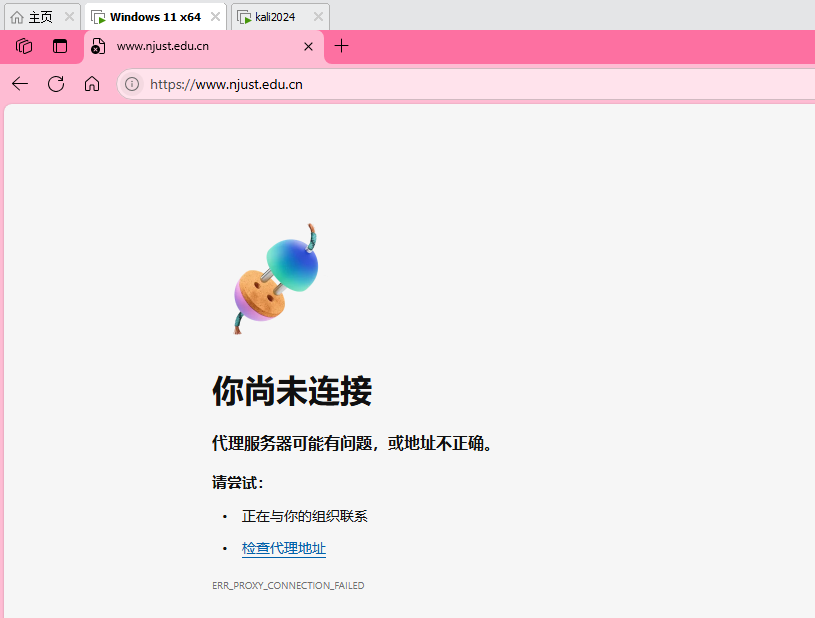 主页
Windows 11 x64
kali2024
www.njust.edu.cn
https://www.njust.edu.cn
你尚未连接
代理服务器可能有问题，或地址不正确。
请尝试：
• 正在与你的组织联系
• 检查代理地址
ERR_PROXY_CONNECTION_FAILED